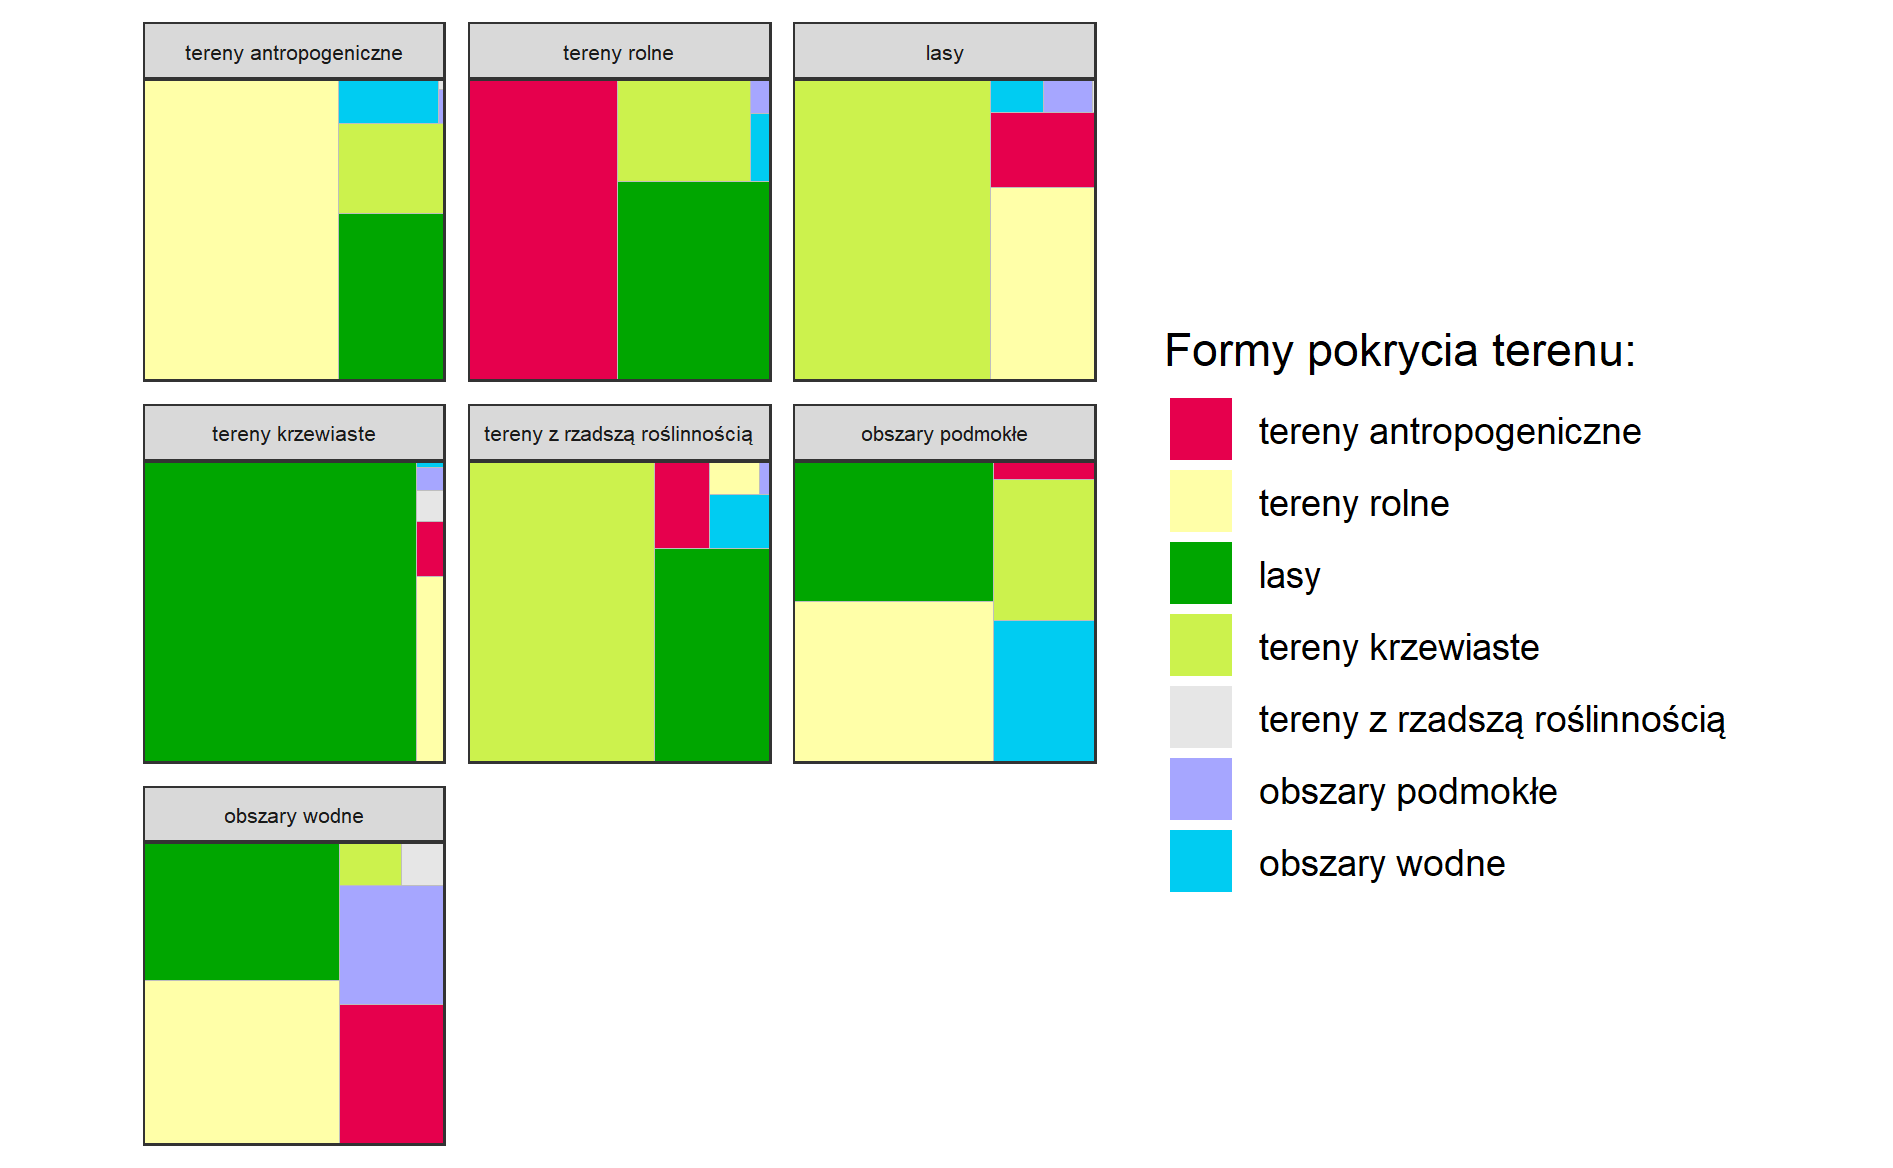 tereny antropogeniczne
tereny rolne
lasy
tereny krzewiaste
tereny z rzadszą roślinnością
obszary podmokłe
obszary wodne
Formy pokrycia terenu:
tereny antropogeniczne
tereny rolne
lasy
tereny krzewiaste
tereny z rzadszą roślinnością
obszary podmokłe
obszary wodne